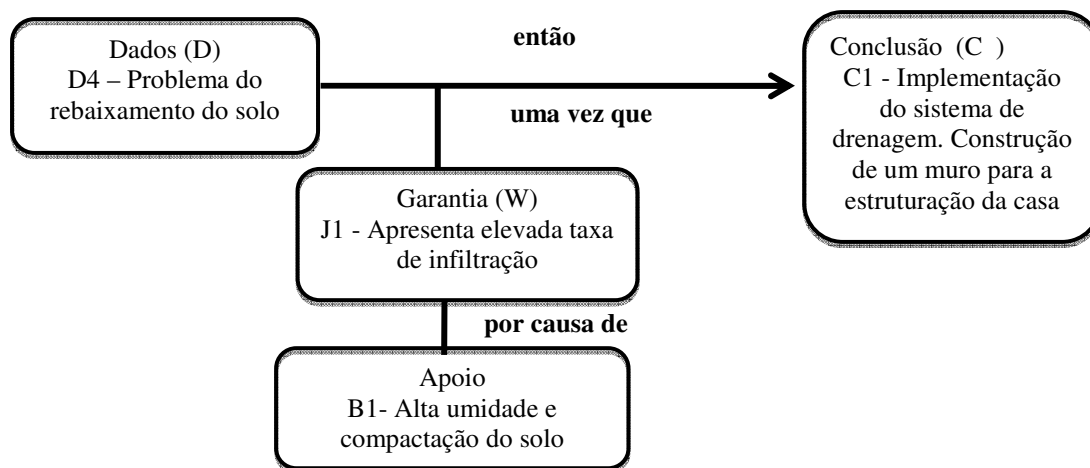 Dados (D)
D4 – Problema do
rebaixamento do solo
então
uma vez que
Conclusão (C )
C1 - Implementação
do sistema de
drenagem. Construção
de um muro para a
estruturação da casa
Garantia (W)
J1 - Apresenta elevada taxa
de infiltração
por causa de
Apoio
B1- Alta umidade e
compactação do solo